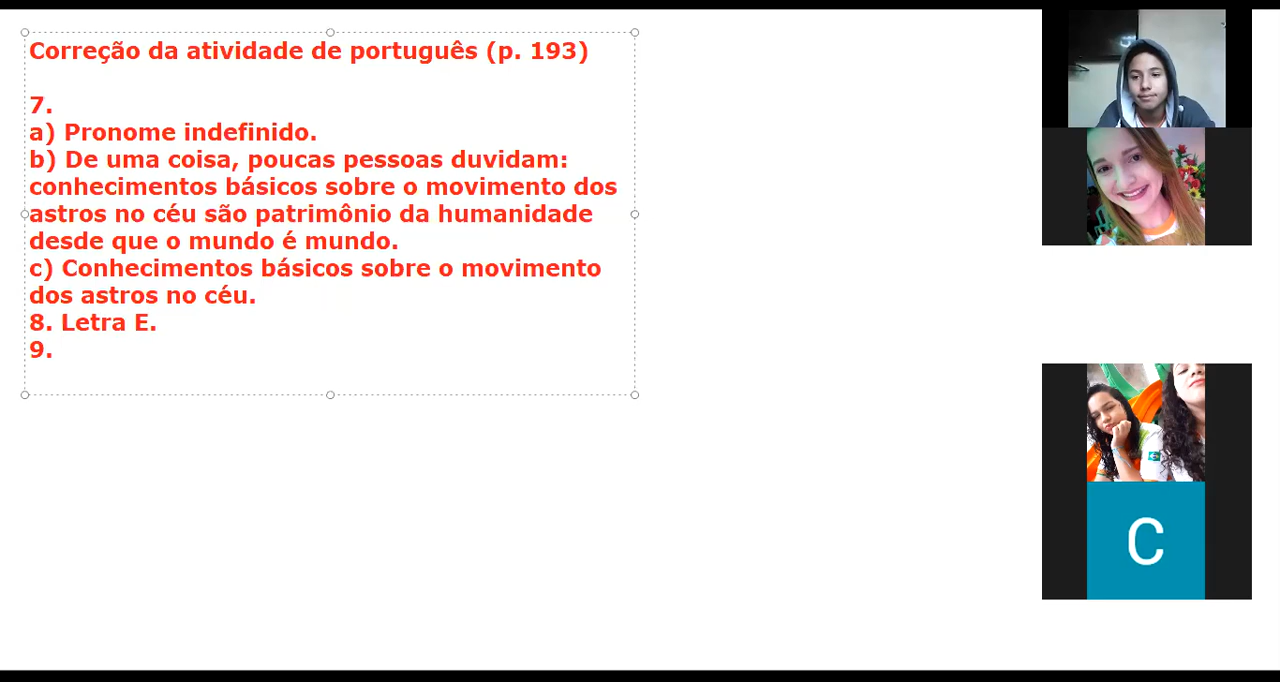 Correção da atividade de português (p. 193)
7.
a) Pronome indefinido.
b) De uma coisa, poucas pessoas duvidam:
conhecimentos básicos sobre o movimento dos
astros no céu são patrimônio da humanidade
desde que o mundo é mundo.
c) Conhecimentos básicos sobre o movimento
dos astros no céu.
8. Letra E.
9.
C